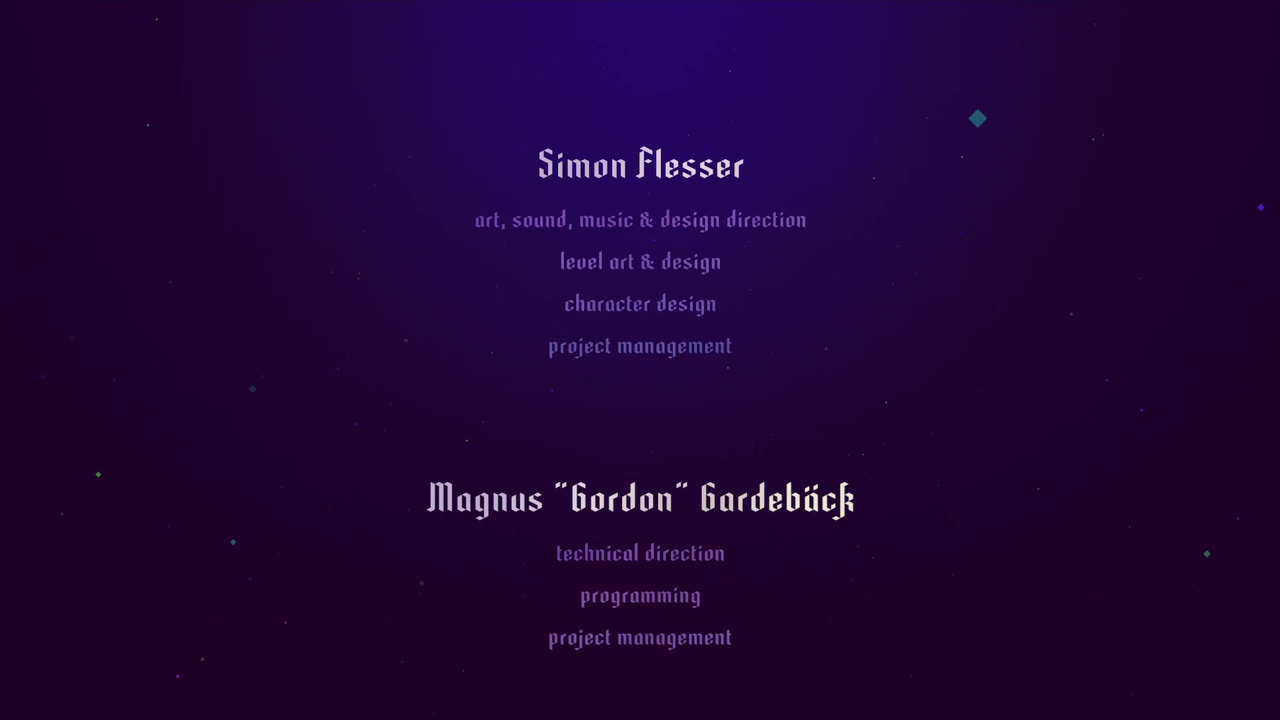 Simon Flesser
art, sound, music & design direction
level art & design
character design
project management
Magnus "Gordon" Gardebäck
technical direction
programming
project management